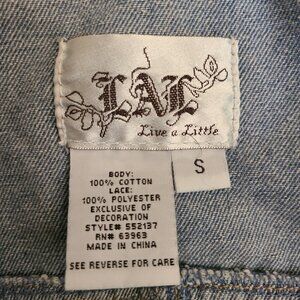 LAL
Live a Little
S
BODY:
100% COTTON
LACE:
100% POLYESTER
EXCLUSIVE OF
DECORATION
STYLE# 552137
RN# 63963
MADE IN CHINA
SEE REVERSE FOR CARE